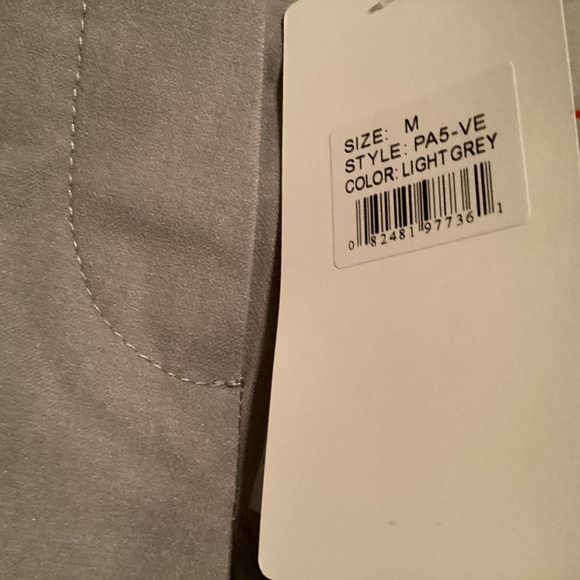 SIZE: M
STYLE: PA5-VE
COLOR: LIGHT GREY
0 82481 97736 1